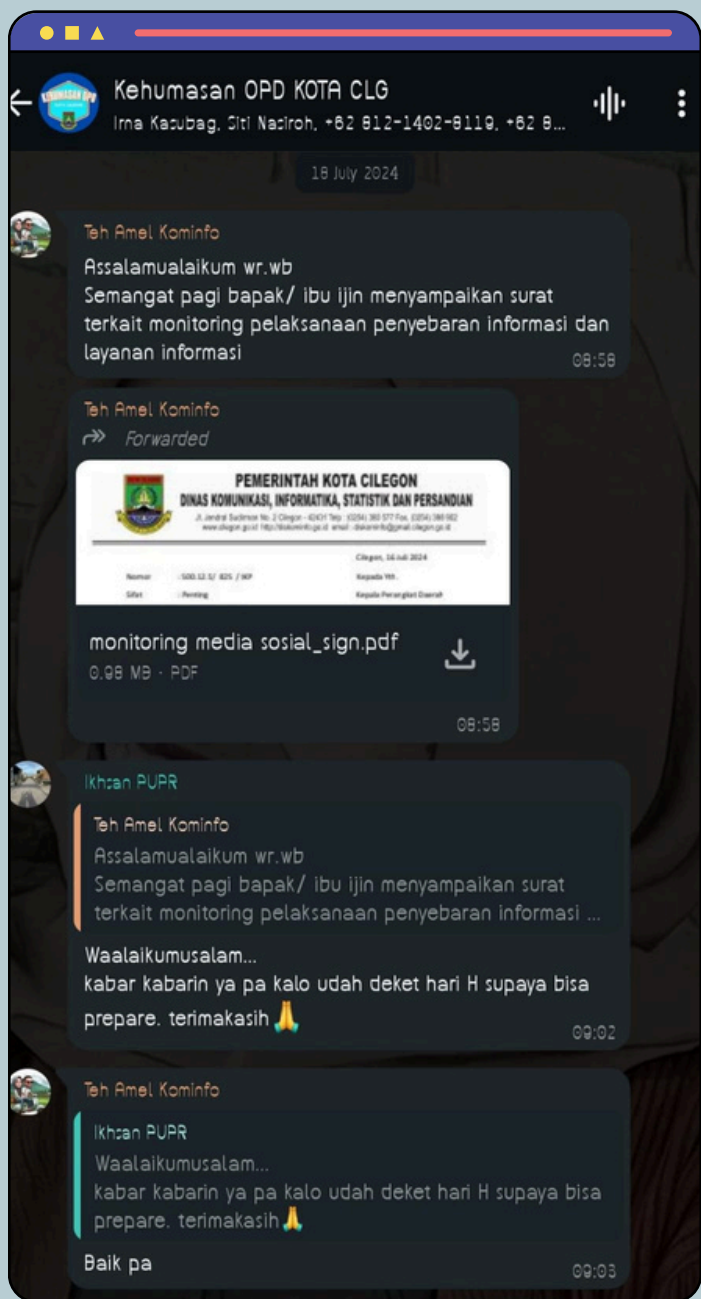 Kehumasan OPD KOTA CLG
Irna Kasubag, Siti Nasiroh, +62 812-1402-8119, +62 8...
18 July 2024
Teh Amel Kominfo
Assalamualaikum wr.wb
Semangat pagi bapak/ ibu ijin menyampaikan surat
terkait monitoring pelaksanaan penyebaran informasi dan
layanan informasi
08:58
Teh Amel Kominfo
Forwarded
PEMERINTAH KOTA CILEGON
DINAS KOMUNIKASI, INFORMATIKA, STATISTIK DAN PERSANDIAN
Cilegon, 16 Juli 2024
Nomor
Kepada Yth.
Sifat : Penting
Kepala Perangkat Daerah
monitoring media sosial_sign.pdf
0.98 MB · PDF
08:58
Ikhsan PUPR
Teh Amel Kominfo
Assalamualaikum wr.wb
Semangat pagi bapak/ ibu ijin menyampaikan surat
terkait monitoring pelaksanaan penyebaran informasi ...
Waalaikumusalam...
kabar kabarin ya pa kalo udah deket hari H supaya bisa
prepare. terimakasih🙏
09:02
Teh Amel Kominfo
Ikhsan PUPR
Waalaikumusalam...
kabar kabarin ya pa kalo udah deket hari H supaya bisa
prepare. terimakasih🙏
Baik pa
09:03